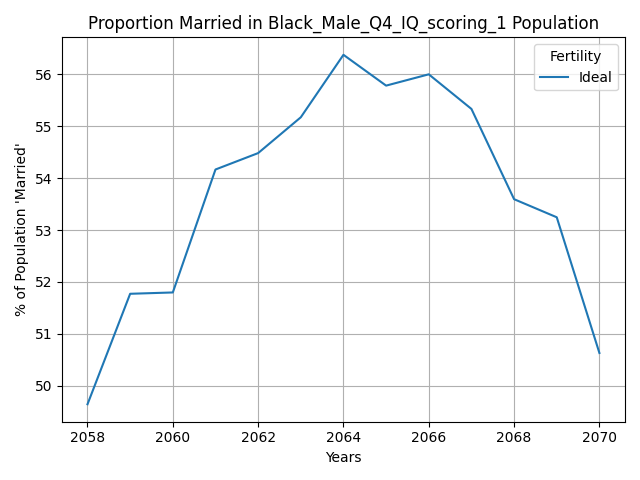 Proportion Married in Black_Male_Q4_IQ_scoring_1 Population
Fertility
Ideal
% of Population 'Married'
56
55
54
53
52
51
50
2058
2060
2062
2064
2066
2068
2070
Years